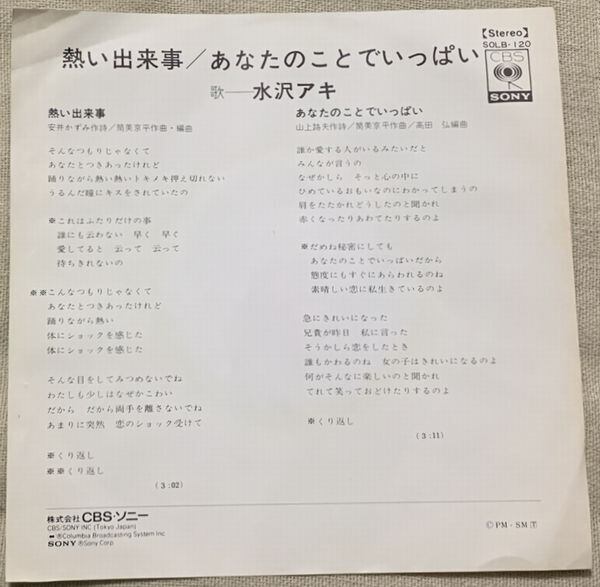 【Stereo】
SOLB・120
CBS
SONY
熱い出来事／あなたのことでいっぱい
歌──水沢アキ
熱い出来事
安井かずみ作詩／筒美京平作曲・編曲
そんなつもりじゃなくて
あなたとつきあったけれど
踊りながら熱い熱いトキメキ押え切れない
うるんだ瞳にキスをされていたの
※これはふたりだけの事
誰にも云わない　早く　早く
愛してると　云って　云って
待ちきれないの
※※こんなつもりじゃなくて
あなたとつきあったけれど
踊りながら熱い
体にショックを感じた
体にショックを感じた
そんな目をしてみつめないでね
わたしも少しはなぜかこわい
だから　だから両手を離さないでね
あまりに突然　恋のショック受けて
※くり返し
※※くり返し
(3:02)
あなたのことでいっぱい
山上路夫作詩／筒美京平作曲／高田　弘編曲
誰か愛する人がいるみたいだと
みんなが言うの
なぜかしら　そっと心の中に
ひめているおもいなのにわかってしまうの
肩をたたかれどうしたのと聞かれ
赤くなったりあわてたりするのよ
※だめね秘密にしても
あなたのことでいっぱいだから
態度にもすぐにあらわれるのね
素晴しい恋に私生きているのよ
急にきれいになった
兄貴が昨日　私に言った
そうかしら恋をしたとき
誰もかわるのね　女の子はきれいになるのよ
何がそんなに楽しいのと聞かれ
てれて笑っておどけたりするのよ
※くり返し
(3:11)
株式会社 CBS・ソニー
CBS/SONY INC (Tokyo Japan)
®Columbia Broadcasting System Inc
SONY ®Sony Corp.
©PM・SM Ⓣ